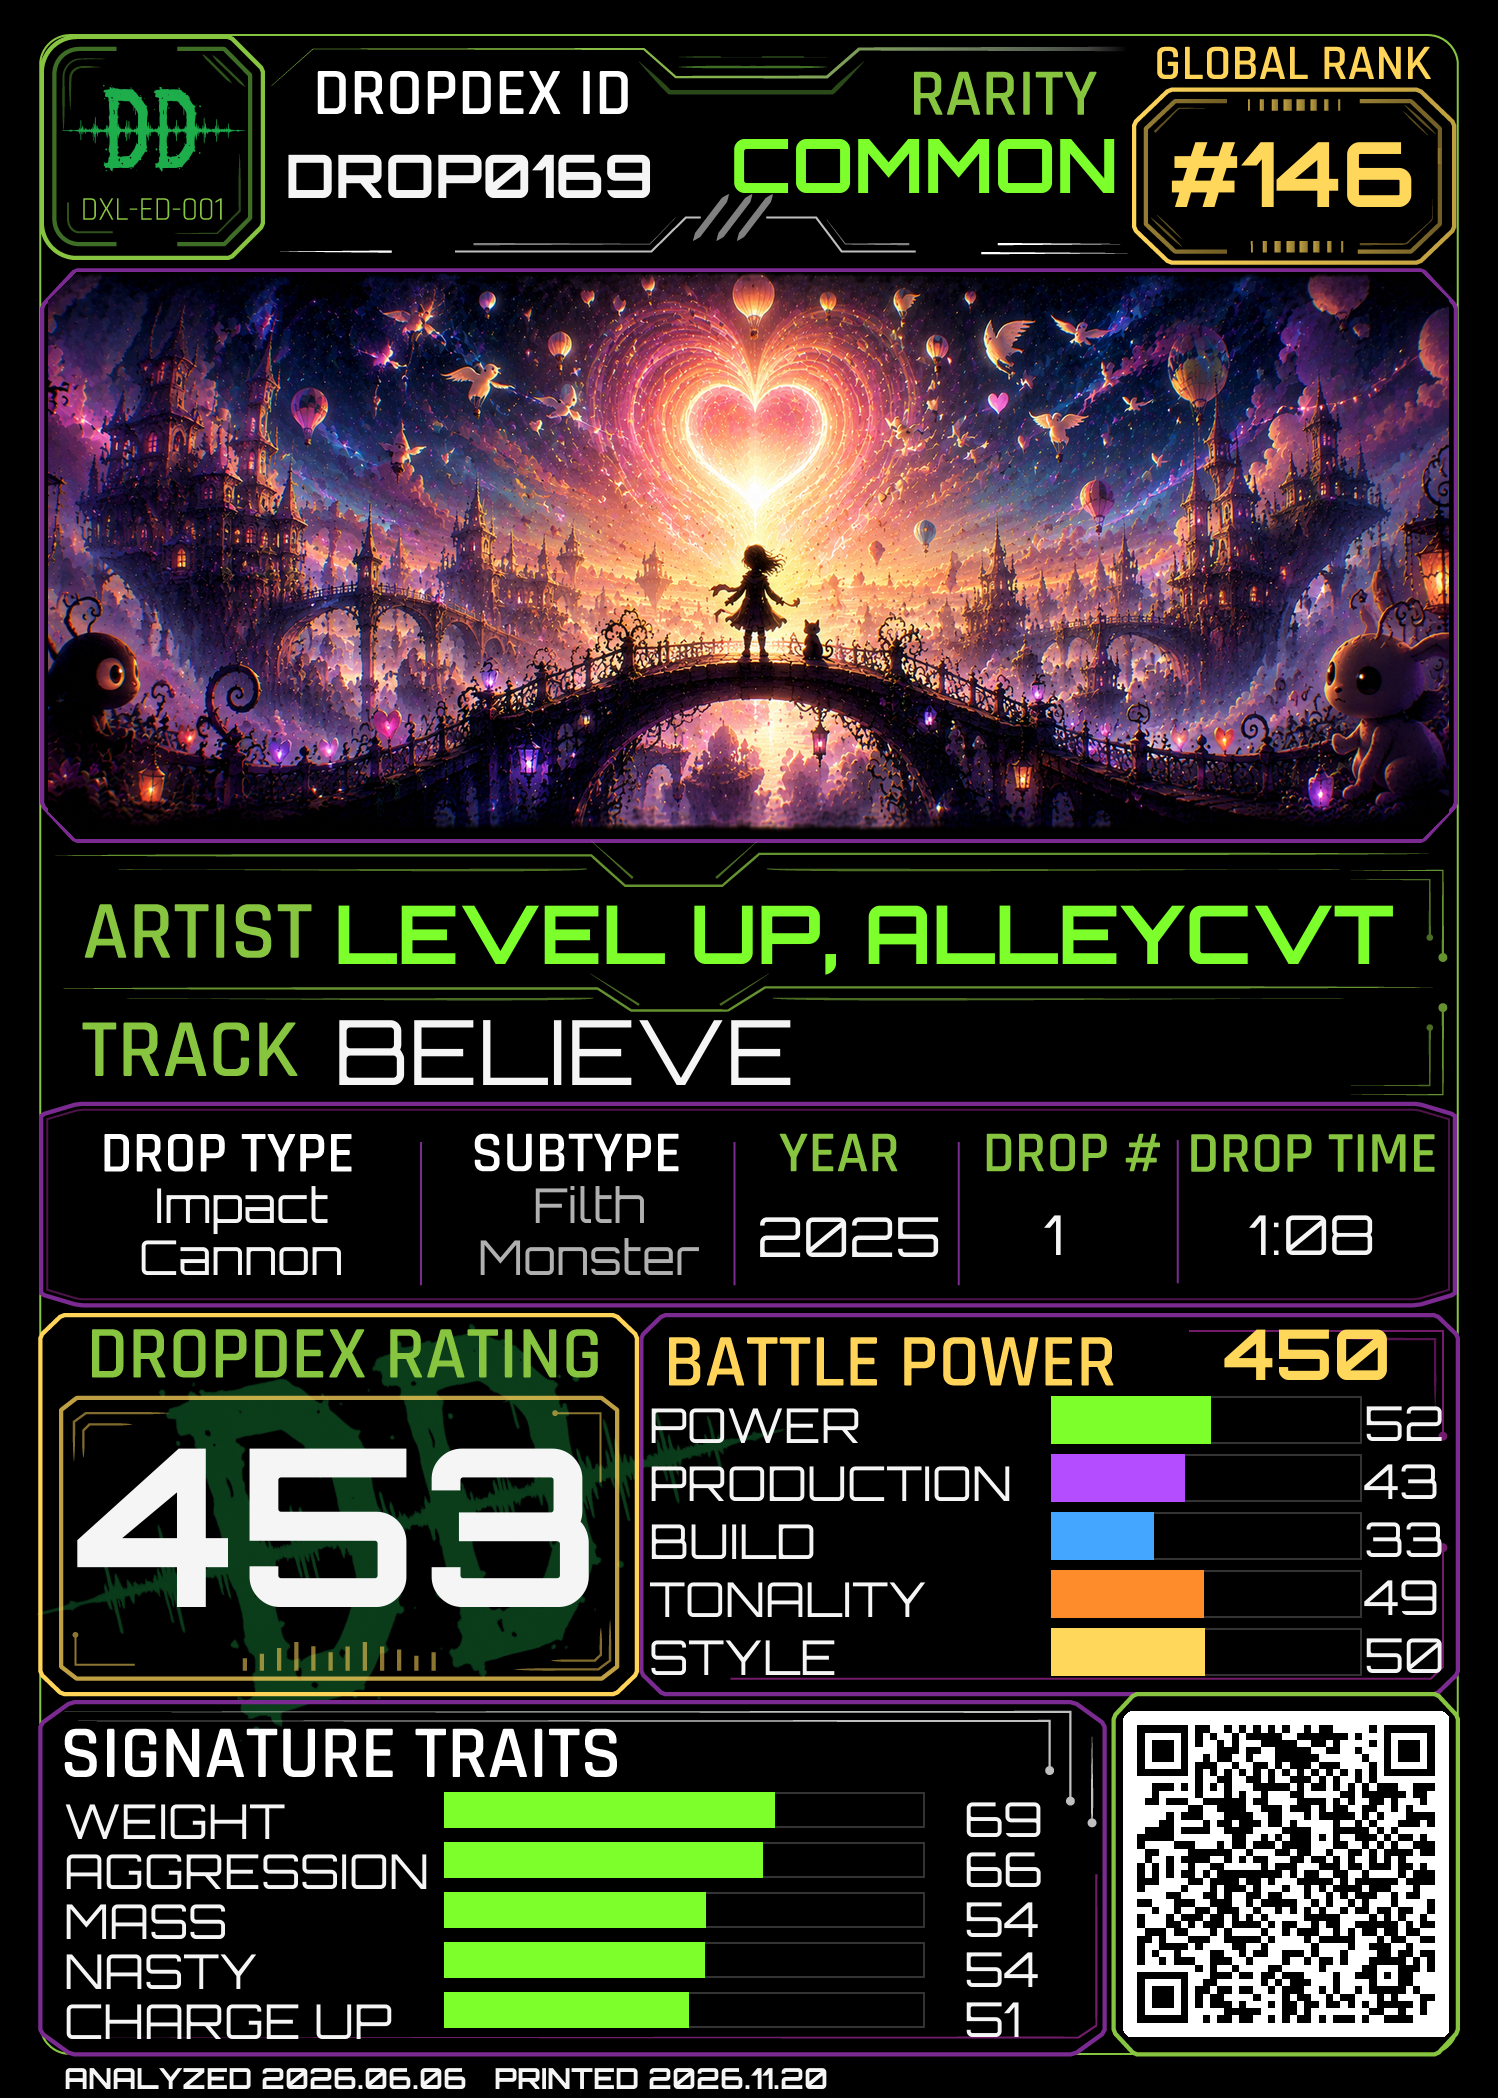 DD
DXL-ED-001
DROPDEX ID
DROP0169
RARITY
COMMON
GLOBAL RANK
#146
ARTIST LEVEL UP, ALLEYCVT
TRACK BELIEVE
DROP TYPE
Impact
Cannon
SUBTYPE
Filth
Monster
YEAR
2025
DROP #
1
DROP TIME
1:08
DROPDEX RATING
453
BATTLE POWER 450
POWER 52
PRODUCTION 43
BUILD 33
TONALITY 49
STYLE 50
SIGNATURE TRAITS
WEIGHT 69
AGGRESSION 66
MASS 54
NASTY 54
CHARGE UP 51
ANALYZED 2026.06.06 PRINTED 2026.11.20